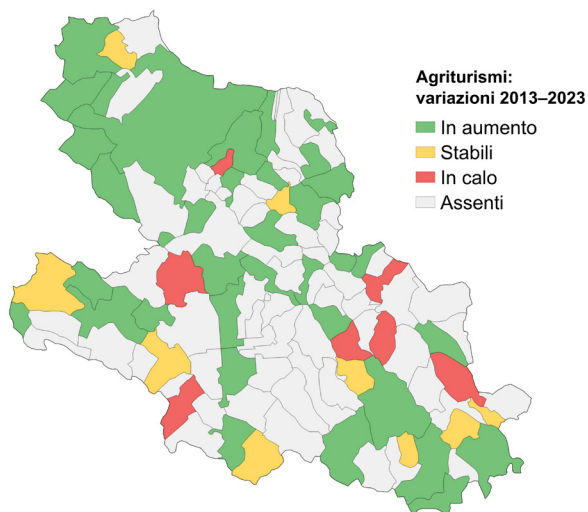 Agriturismi:
variazioni 2013–2023
In aumento
Stabili
In calo
Assenti